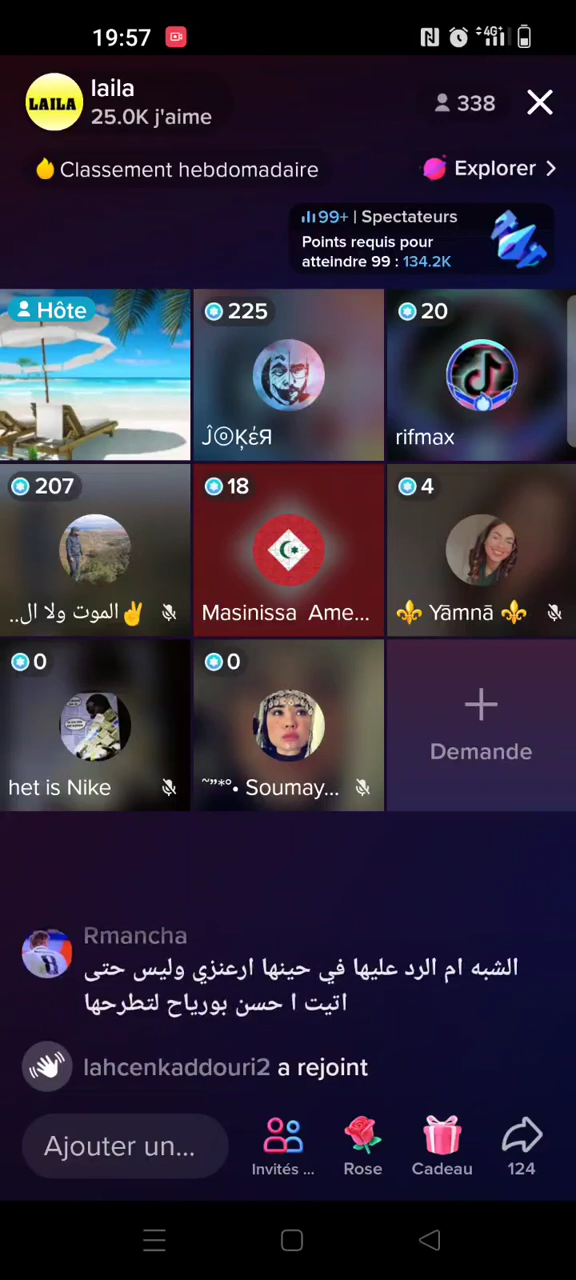 19:57
4G+
LAILA
laila
25.0K j'aime
338
Classement hebdomadaire
Explorer
99+ | Spectateurs
Points requis pour
atteindre 99 : 134.2K
Hôte
225
20
Ĵ⦾ĶέЯ
rifmax
207
18
4
الموت ولا ال..
Masinissa Ame...
Yāmnā
0
0
het is Nike
~”*°• Soumay...
Demande
Rmancha
الشبه ام الرد عليها في حينها ارعنزي وليس حتى
اتيت ا حسن بورياح لتطرحها
lahcenkaddouri2 a rejoint
Ajouter un...
Invités ...
Rose
Cadeau
124